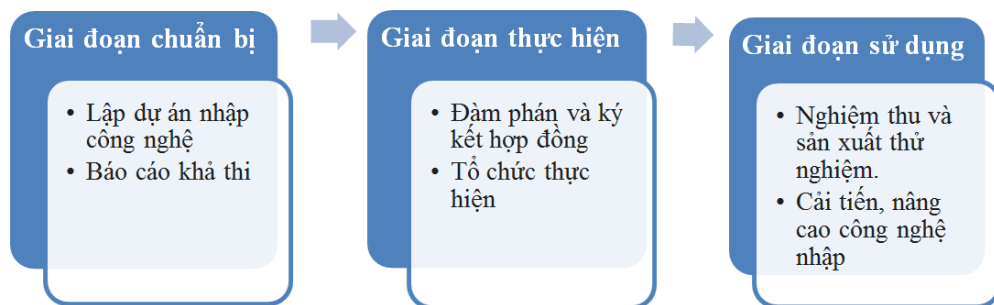 Giai đoạn chuẩn bị
• Lập dự án nhập
công nghệ
• Báo cáo khả thi
Giai đoạn thực hiện
• Đàm phán và ký
kết hợp đồng
• Tổ chức thực
hiện
Giai đoạn sử dụng
• Nghiệm thu và
sản xuất thử
nghiệm.
• Cải tiến, nâng
cao công nghệ
nhập